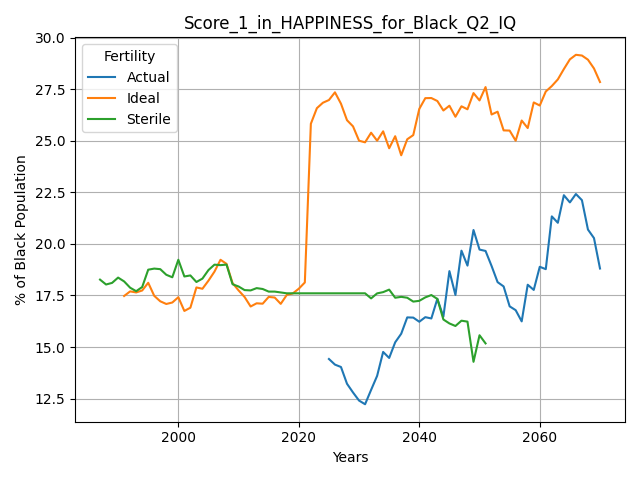 Score_1_in_HAPPINESS_for_Black_Q2_IQ
Fertility
Actual
Ideal
Sterile
% of Black Population
30.0
27.5
25.0
22.5
20.0
17.5
15.0
12.5
2000
2020
2040
2060
Years